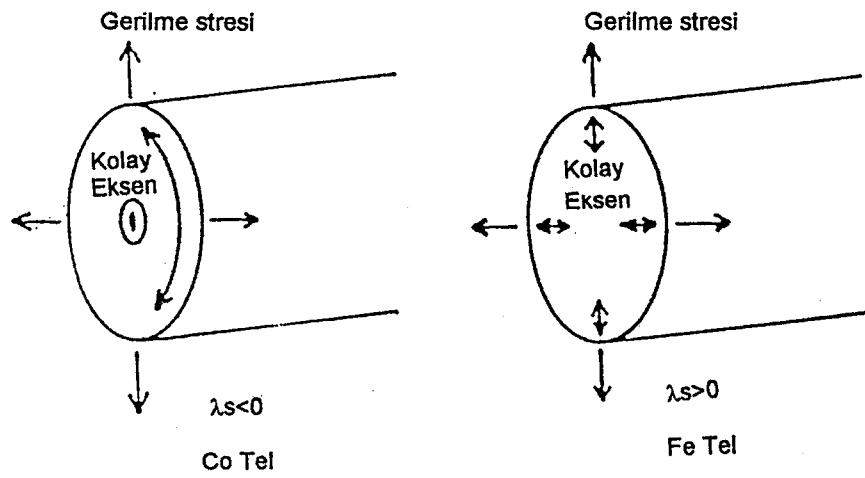 Gerilme stresi
Kolay
Eksen
λs<0
Co Tel
Gerilme stresi
Kolay
Eksen
λs>0
Fe Tel